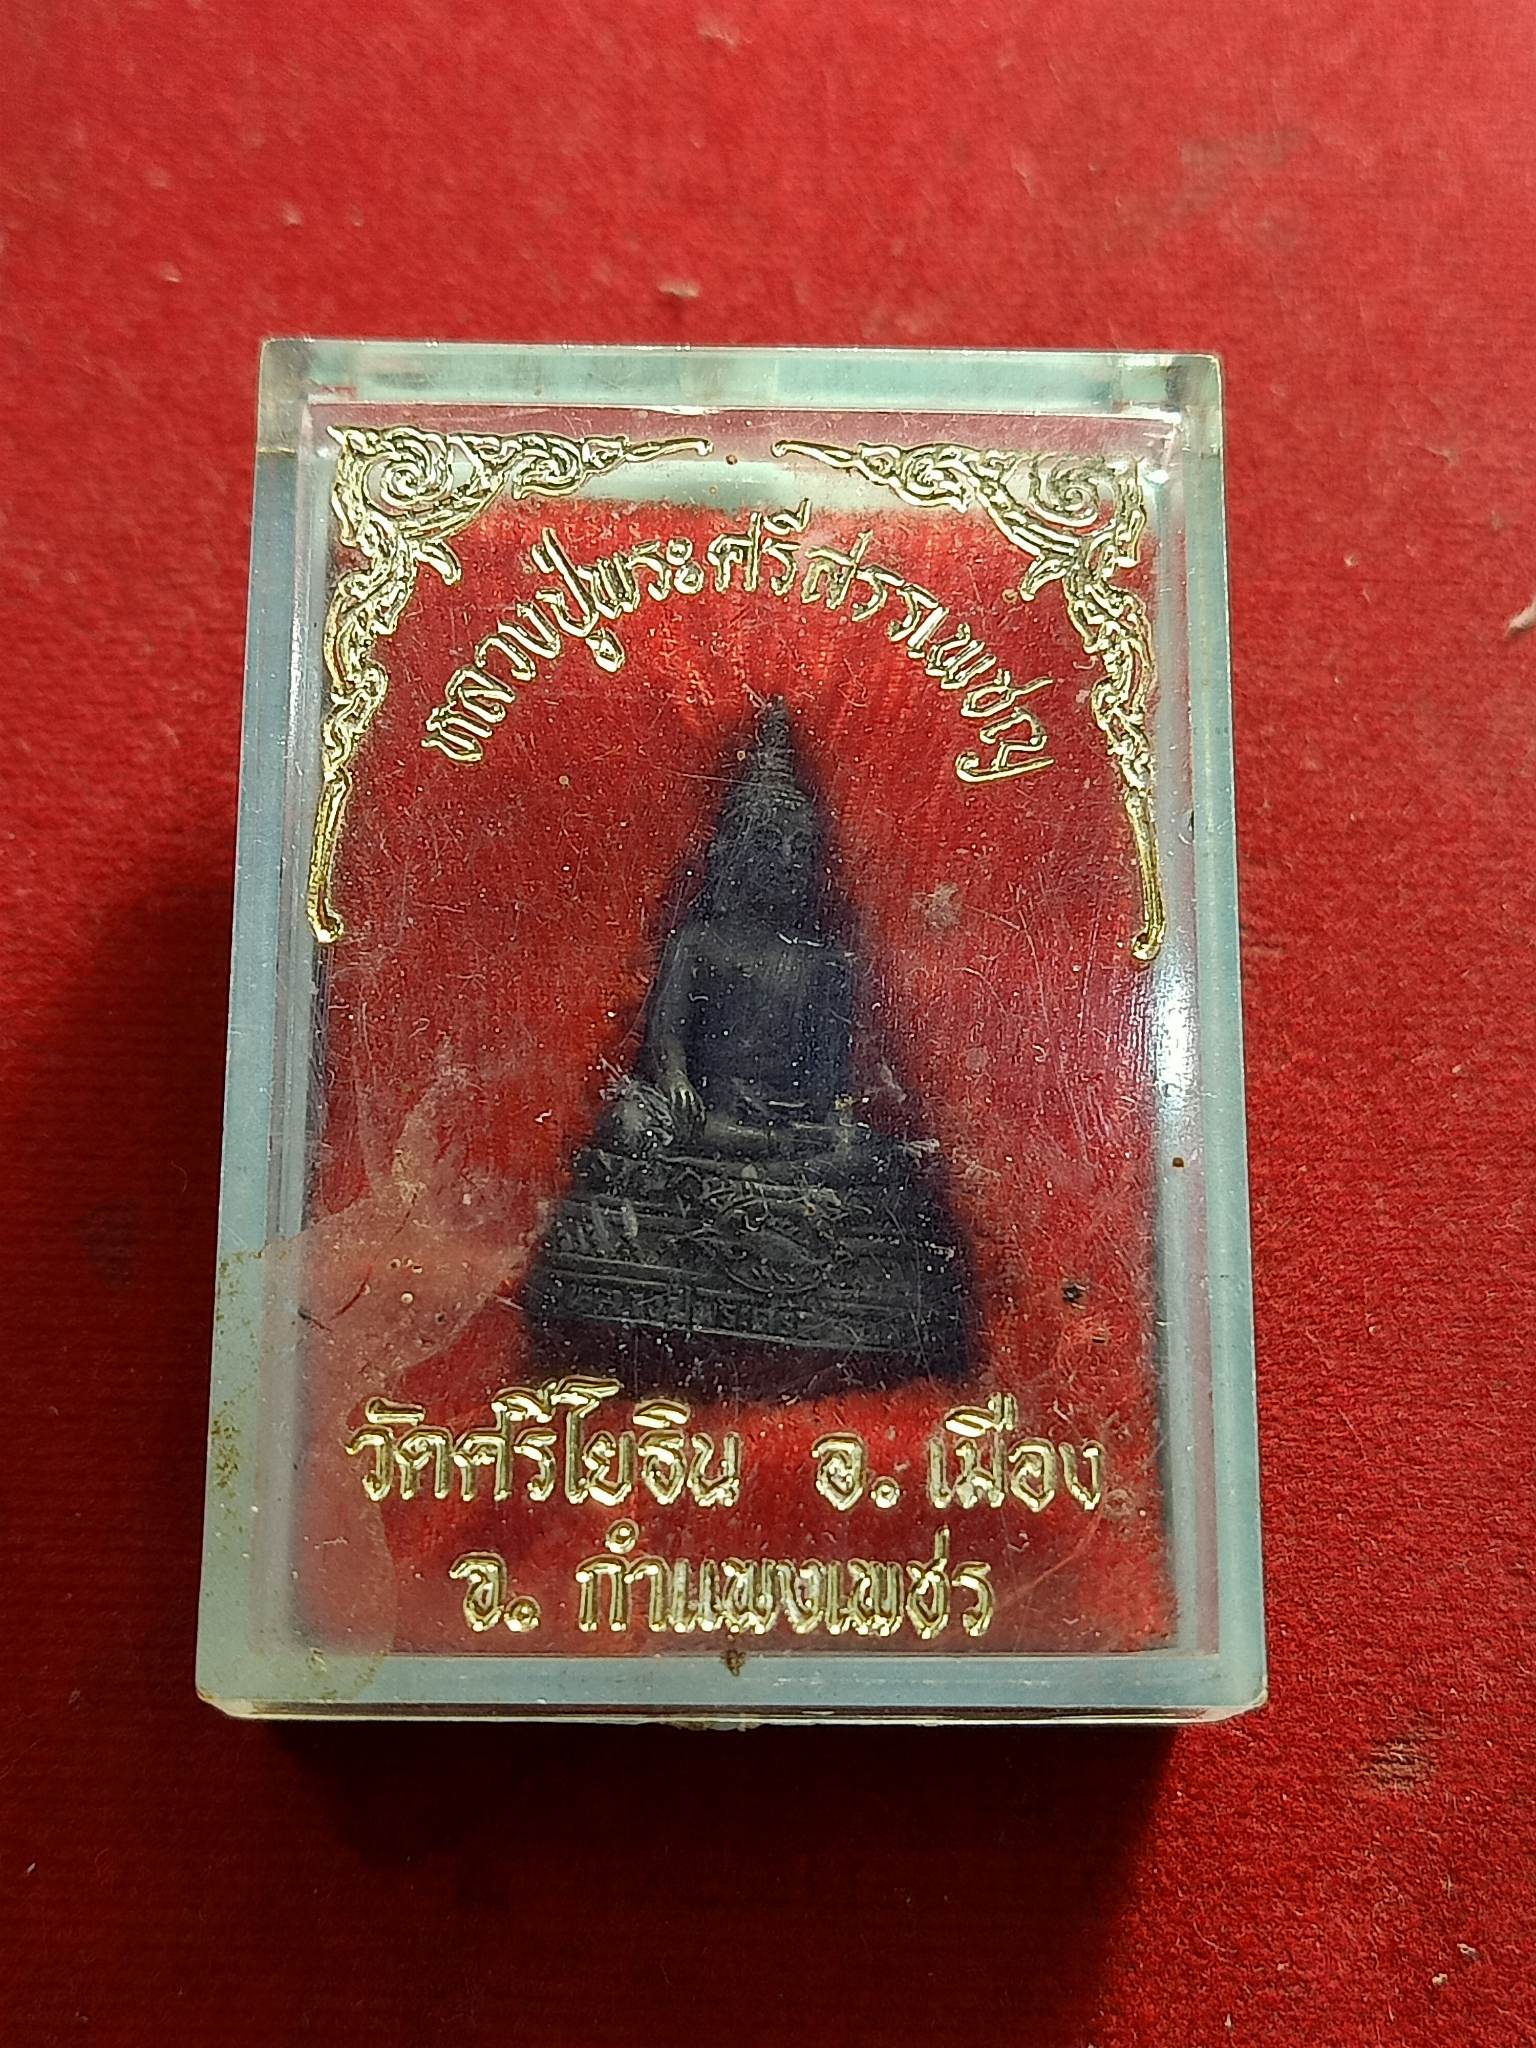 หลวงปู่พระศรีสรรเพชญ
วัดศรีโยธิน อ. เมือง
จ. กำแพงเพชร